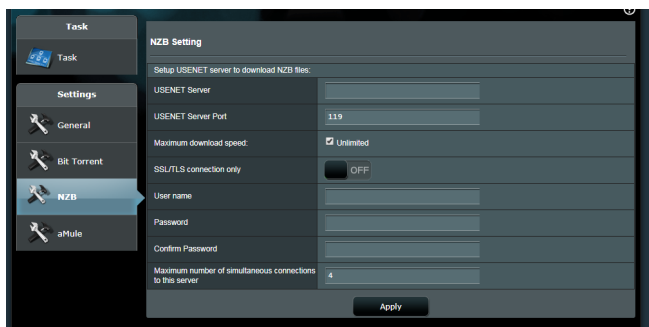 Task
Task
Settings
General
Bit Torrent
NZB
aMule
NZB Setting
Setup USENET server to download NZB files:
USENET Server
USENET Server Port
119
Maximum download speed:
Unlimited
SSL/TLS connection only
OFF
User name
Password
Confirm Password
Maximum number of simultaneous connections
to this server
4
Apply